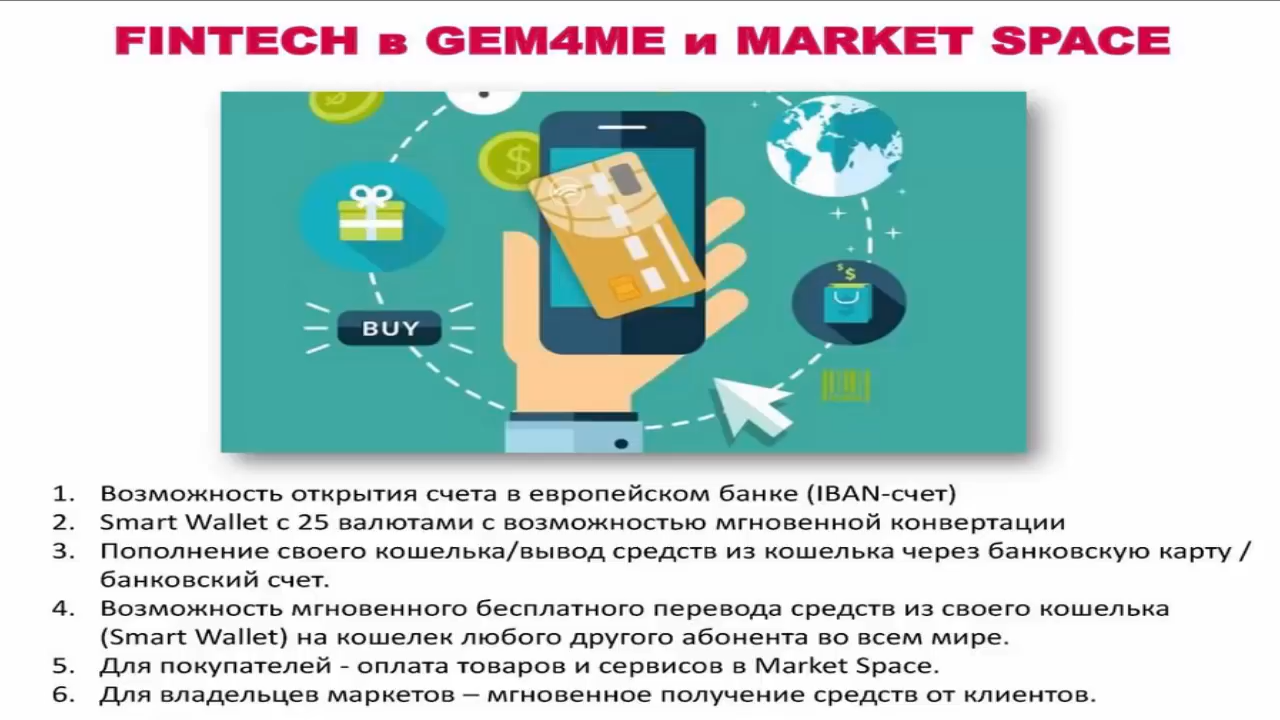 FINTECH в GEM4ME и MARKET SPACE
BUY
1. Возможность открытия счета в европейском банке (IBAN-счет)
2. Smart Wallet с 25 валютами с возможностью мгновенной конвертации
3. Пополнение своего кошелька/вывод средств из кошелька через банковскую карту /
банковский счет.
4. Возможность мгновенного бесплатного перевода средств из своего кошелька
(Smart Wallet) на кошелек любого другого абонента во всем мире.
5. Для покупателей - оплата товаров и сервисов в Market Space.
6. Для владельцев маркетов – мгновенное получение средств от клиентов.